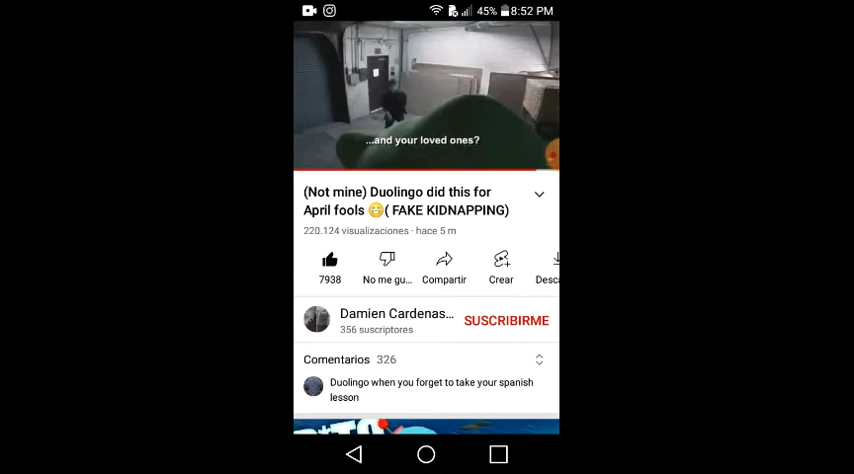 45% 8:52 PM
...and your loved ones?
(Not mine) Duolingo did this for
April fools 😁( FAKE KIDNAPPING)
220.124 visualizaciones · hace 5 m
7938 No me gu... Compartir Crear Desca
Damien Cardenas...
356 suscriptores
SUSCRIBIRME
Comentarios 326
Duolingo when you forget to take your spanish
lesson